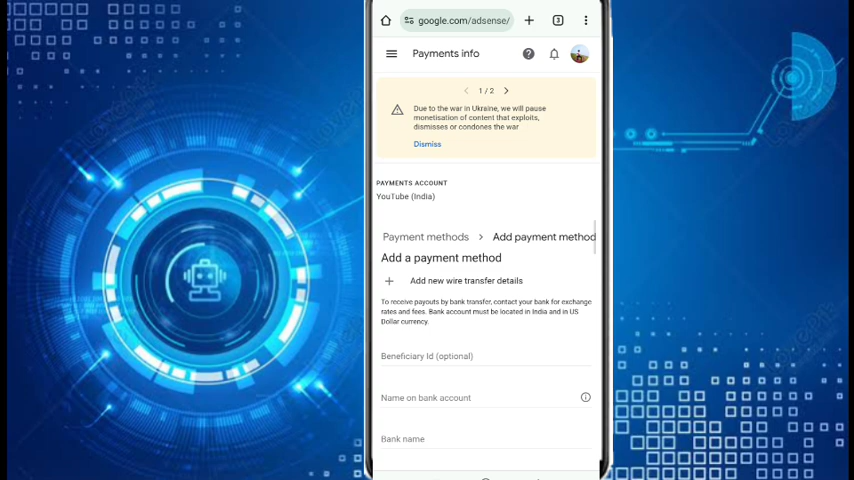 google.com/adsense/
3
Payments info
1 / 2
Due to the war in Ukraine, we will pause
monetisation of content that exploits,
dismisses or condones the war
Dismiss
PAYMENTS ACCOUNT
YouTube (India)
Payment methods > Add payment method
Add a payment method
+ Add new wire transfer details
To receive payouts by bank transfer, contact your bank for exchange
rates and fees. Bank account must be located in India and in US
Dollar currency.
Beneficiary Id (optional)
Name on bank account
Bank name